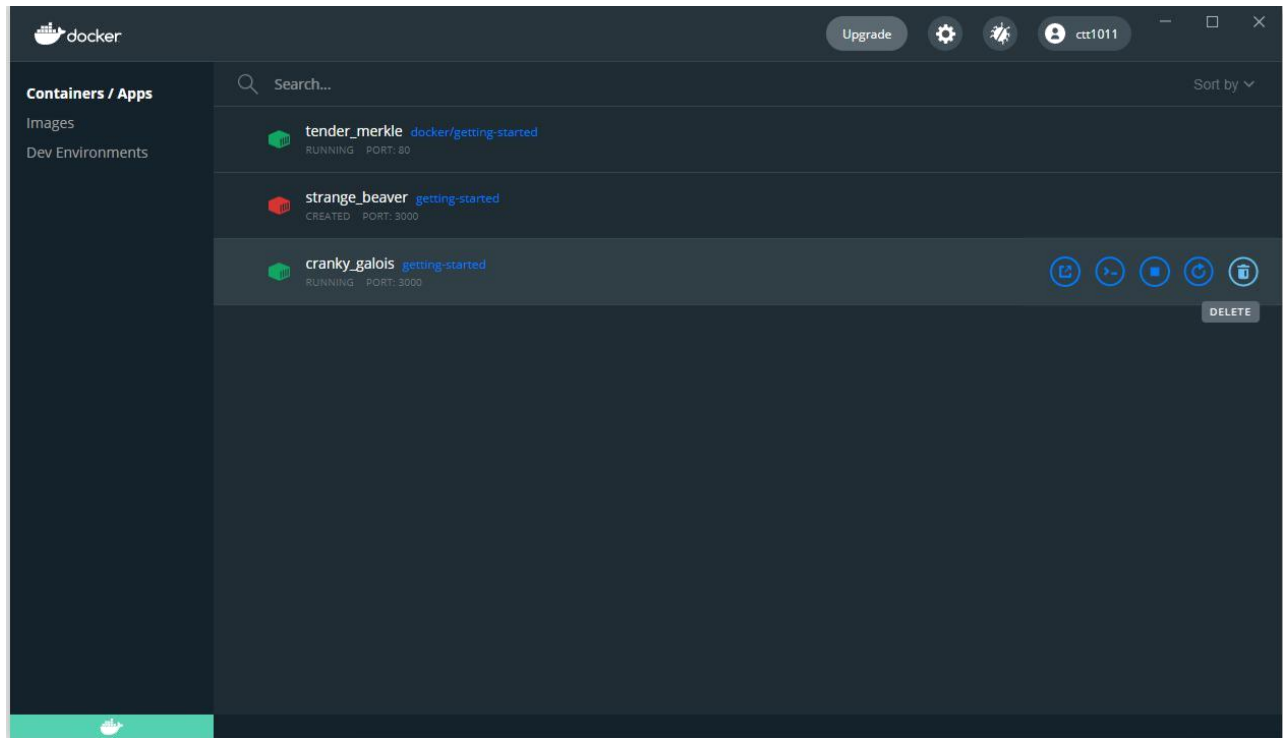 docker
Upgrade
ctt1011
Containers / Apps
Images
Dev Environments
Search...
Sort by
tender_merkle docker/getting-started
RUNNING PORT: 80
strange_beaver getting-started
CREATED PORT: 3000
cranky_galois getting-started
RUNNING PORT: 3000
DELETE